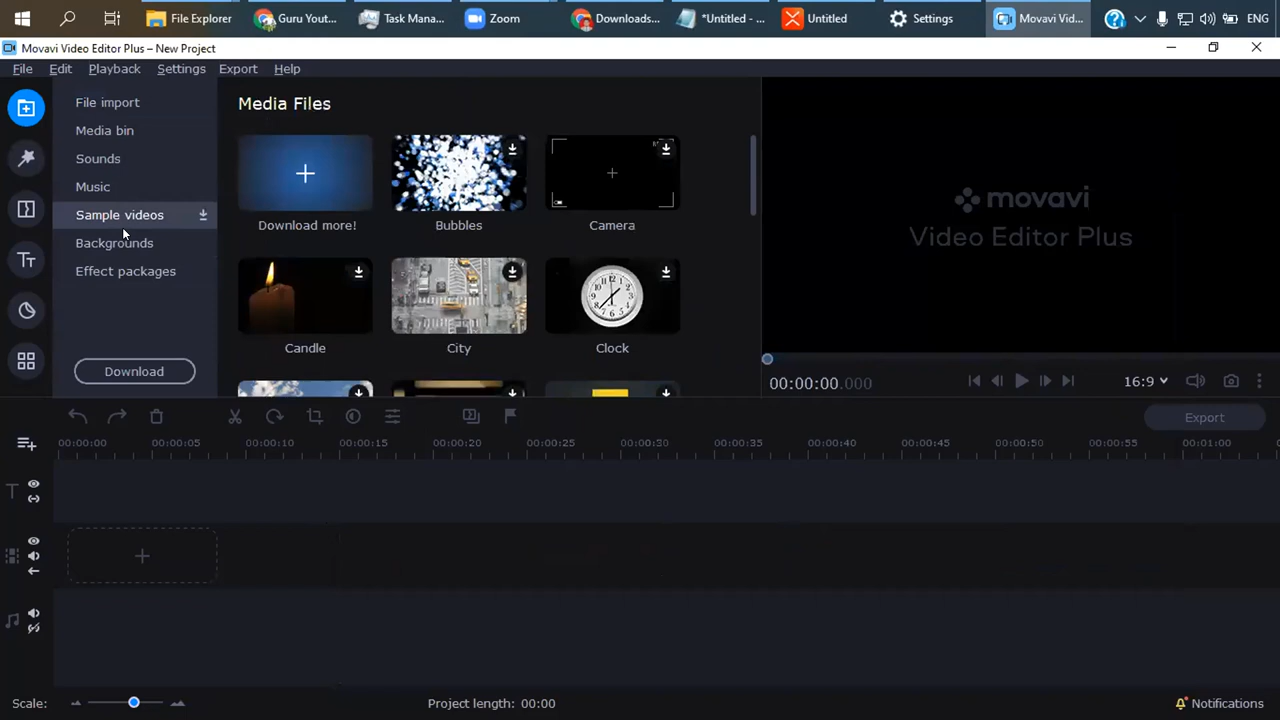 File Explorer
Guru Yout...
Task Mana...
Zoom
Downloads...
*Untitled - ...
Untitled
Settings
Movavi Vid...
ENG
Movavi Video Editor Plus – New Project
File Edit Playback Settings Export Help
File import
Media bin
Sounds
Music
Sample videos
Backgrounds
Effect packages
Download
Media Files
Download more!
Bubbles
Camera
Candle
City
Clock
movavi
Video Editor Plus
00:00:00.000
16:9
Export
00:00:00 00:00:05 00:00:10 00:00:15 00:00:20 00:00:25 00:00:30 00:00:35 00:00:40 00:00:45 00:00:50 00:00:55 00:01:00
Scale:
Project length: 00:00
Notifications